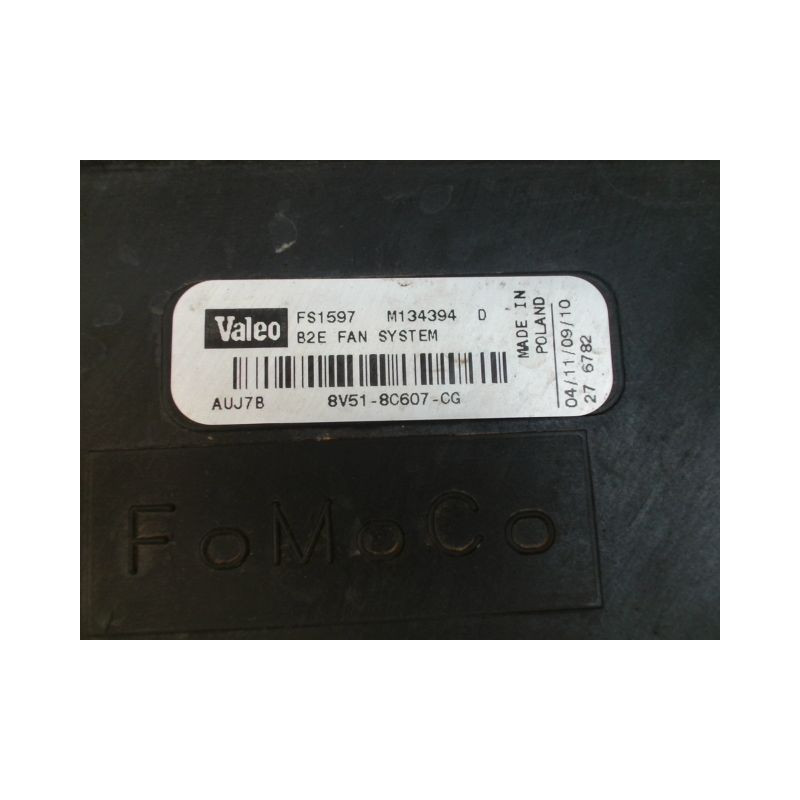 Valeo
FS1597 M134394 D
B2E FAN SYSTEM
AUJ7B 8V51-8C607-CG
MADE IN
POLAND
04/11/09/10
27 6782
FoMoCo